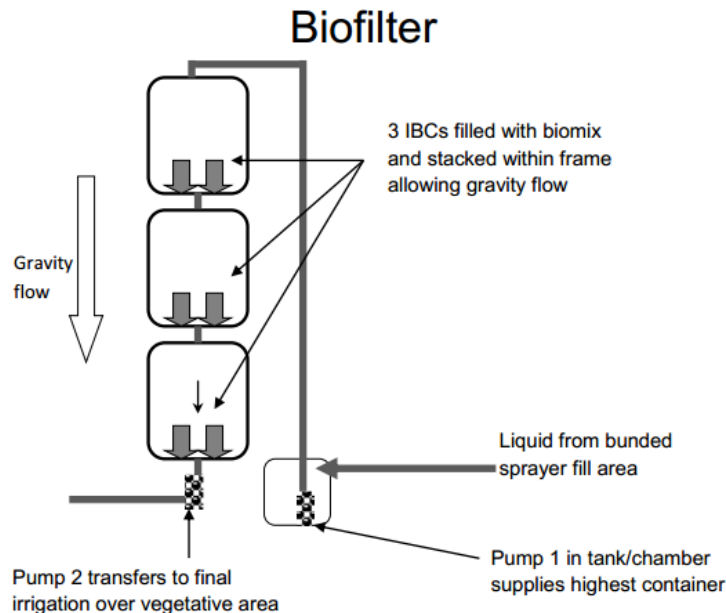 Biofilter
3 IBCs filled with biomix
and stacked within frame
allowing gravity flow
Gravity
flow
Liquid from bunded
sprayer fill area
Pump 1 in tank/chamber
supplies highest container
Pump 2 transfers to final
irrigation over vegetative area